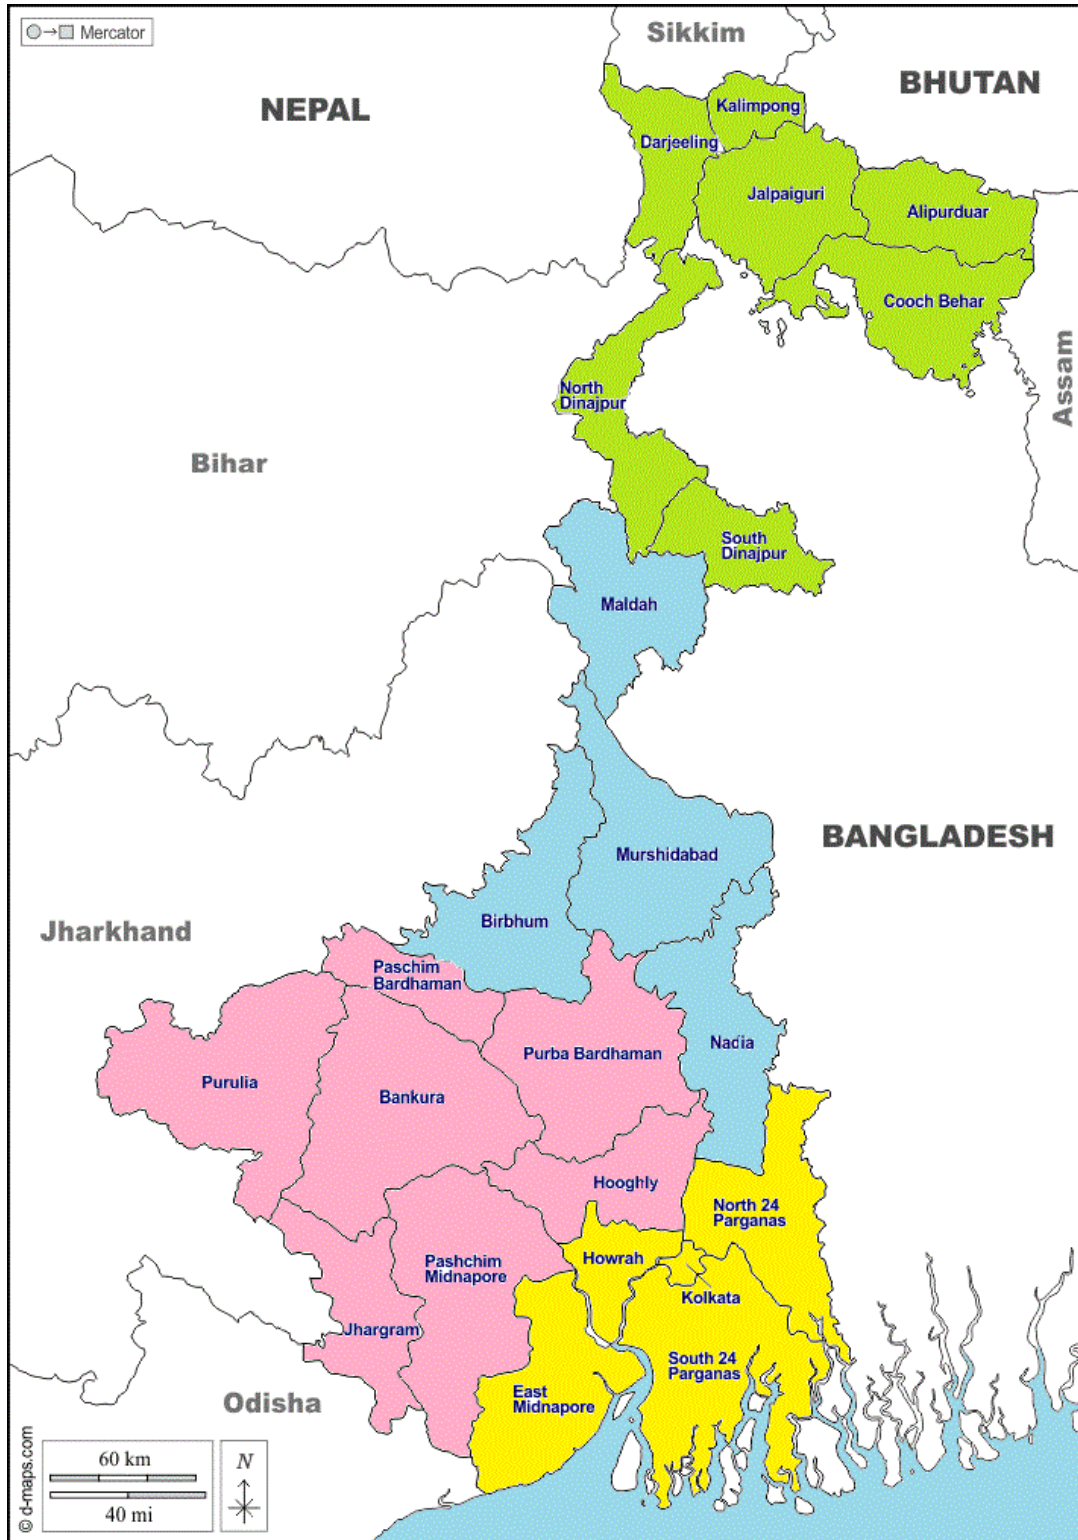 Mercator
Sikkim
BHUTAN
NEPAL
Kalimpong
Darjeeling
Jalpaiguri
Alipurduar
Cooch Behar
Assam
North
Dinajpur
Bihar
South
Dinajpur
Maldah
BANGLADESH
Murshidabad
Birbhum
Jharkhand
Paschim
Bardhaman
Nadia
Purba Bardhaman
Purulia
Bankura
Hooghly
North 24
Parganas
Howrah
Pashchim
Midnapore
Kolkata
Jhargram
South 24
Parganas
East
Midnapore
Odisha
60 km
40 mi
N
© d-maps.com